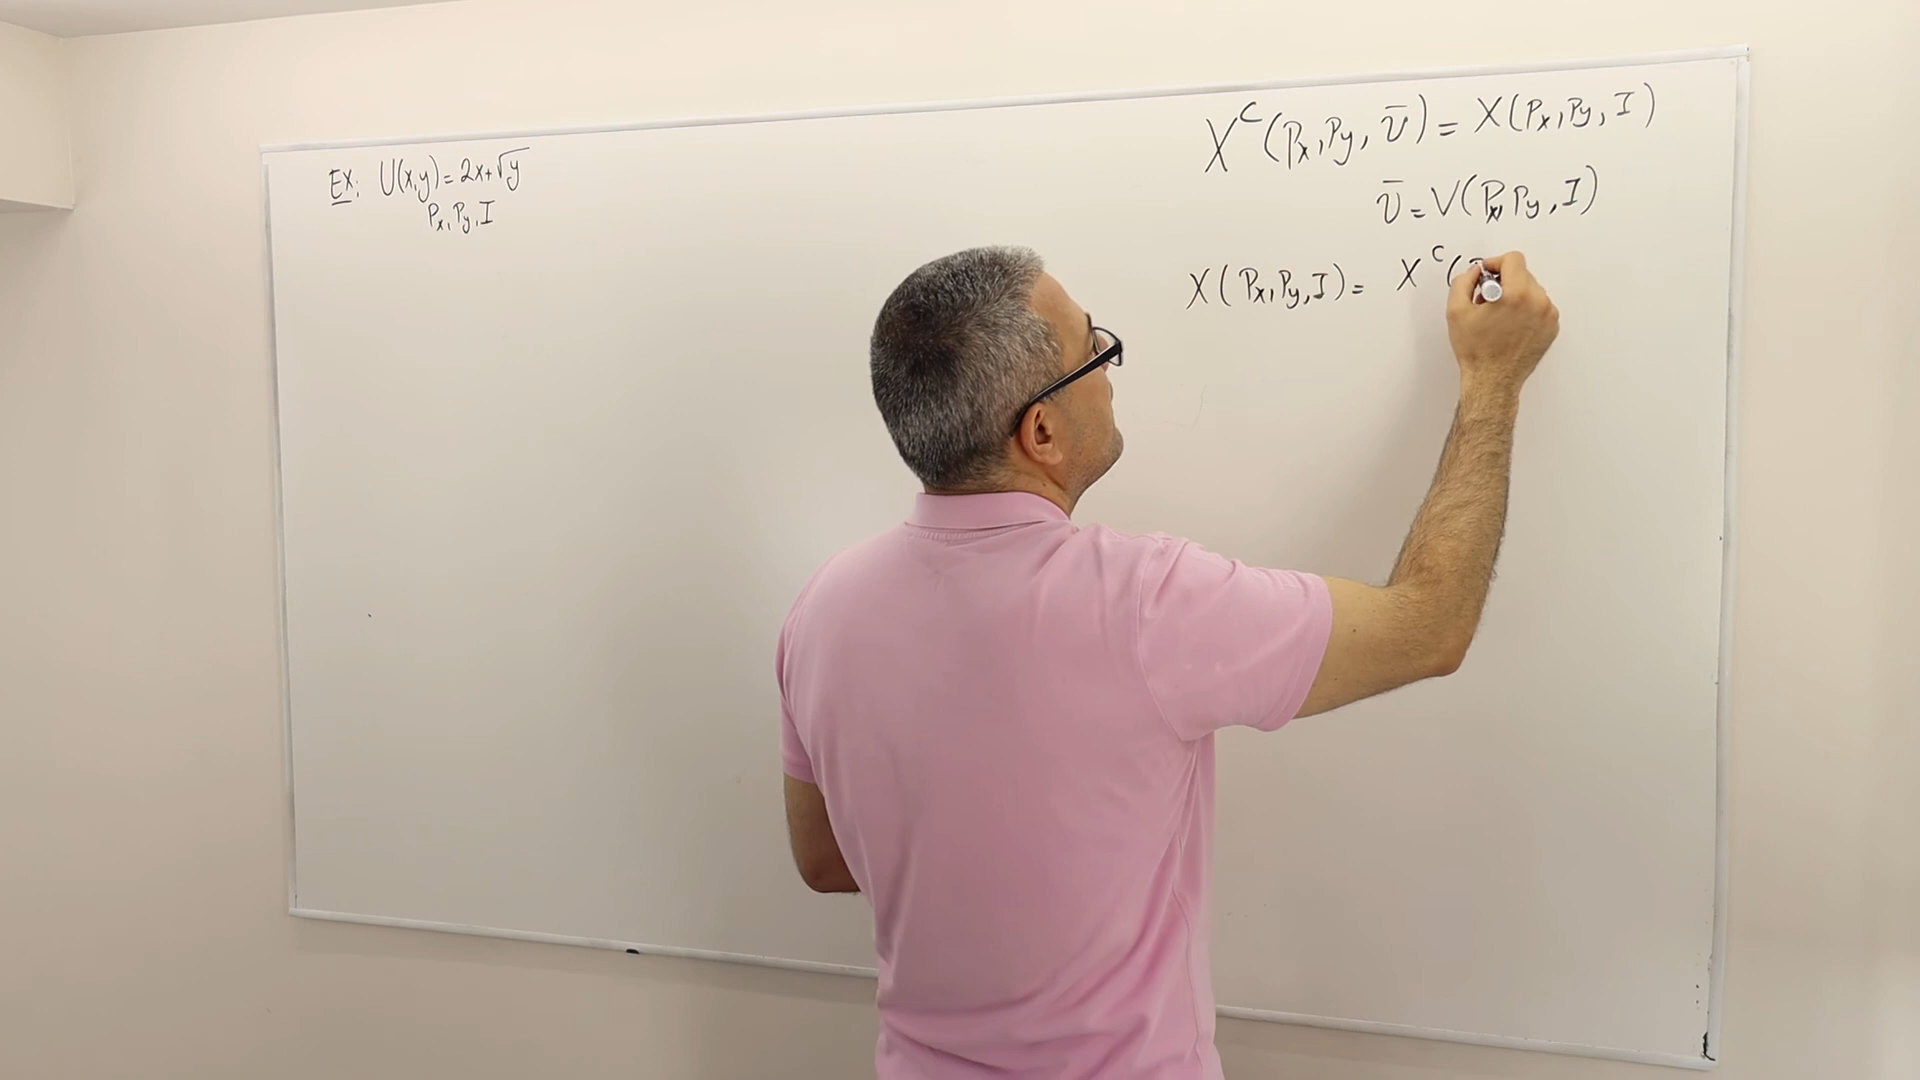 EX: U(x,y)=2x+√y
Px, Py, I
X^c(Px, Py, v̄) = X(Px, Py, I)
v̄ = V(Px, Py, I)
X(Px, Py, I) = X^c(